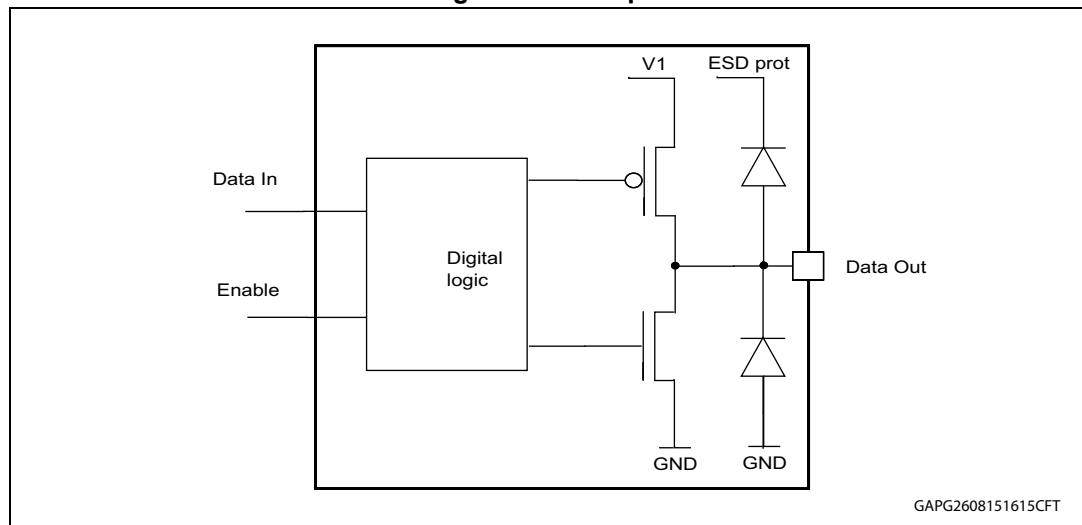 V1
ESD prot
Data In
Digital
logic
Data Out
Enable
GND
GND
GAPG2608151615CFT